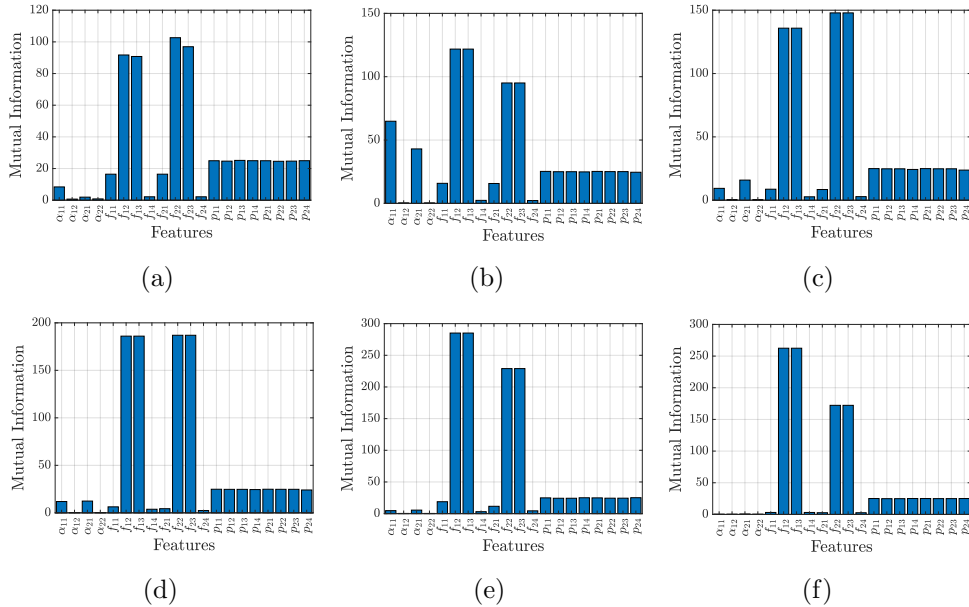 120
100
80
60
40
20
0
Mutual Information
α11
α12
α21
α22
f11
f12
f13
f14
f21
f22
f23
f24
p11
p12
p13
p14
p21
p22
p23
p24
Features
(a)
150
100
50
0
Mutual Information
α11
α12
α21
α22
f11
f12
f13
f14
f21
f22
f23
f24
p11
p12
p13
p14
p21
p22
p23
p24
Features
(b)
150
100
50
0
Mutual Information
α11
α12
α21
α22
f11
f12
f13
f14
f21
f22
f23
f24
p11
p12
p13
p14
p21
p22
p23
p24
Features
(c)
200
150
100
50
0
Mutual Information
α11
α12
α21
α22
f11
f12
f13
f14
f21
f22
f23
f24
p11
p12
p13
p14
p21
p22
p23
p24
Features
(d)
300
250
200
150
100
50
0
Mutual Information
α11
α12
α21
α22
f11
f12
f13
f14
f21
f22
f23
f24
p11
p12
p13
p14
p21
p22
p23
p24
Features
(e)
300
250
200
150
100
50
0
Mutual Information
α11
α12
α21
α22
f11
f12
f13
f14
f21
f22
f23
f24
p11
p12
p13
p14
p21
p22
p23
p24
Features
(f)